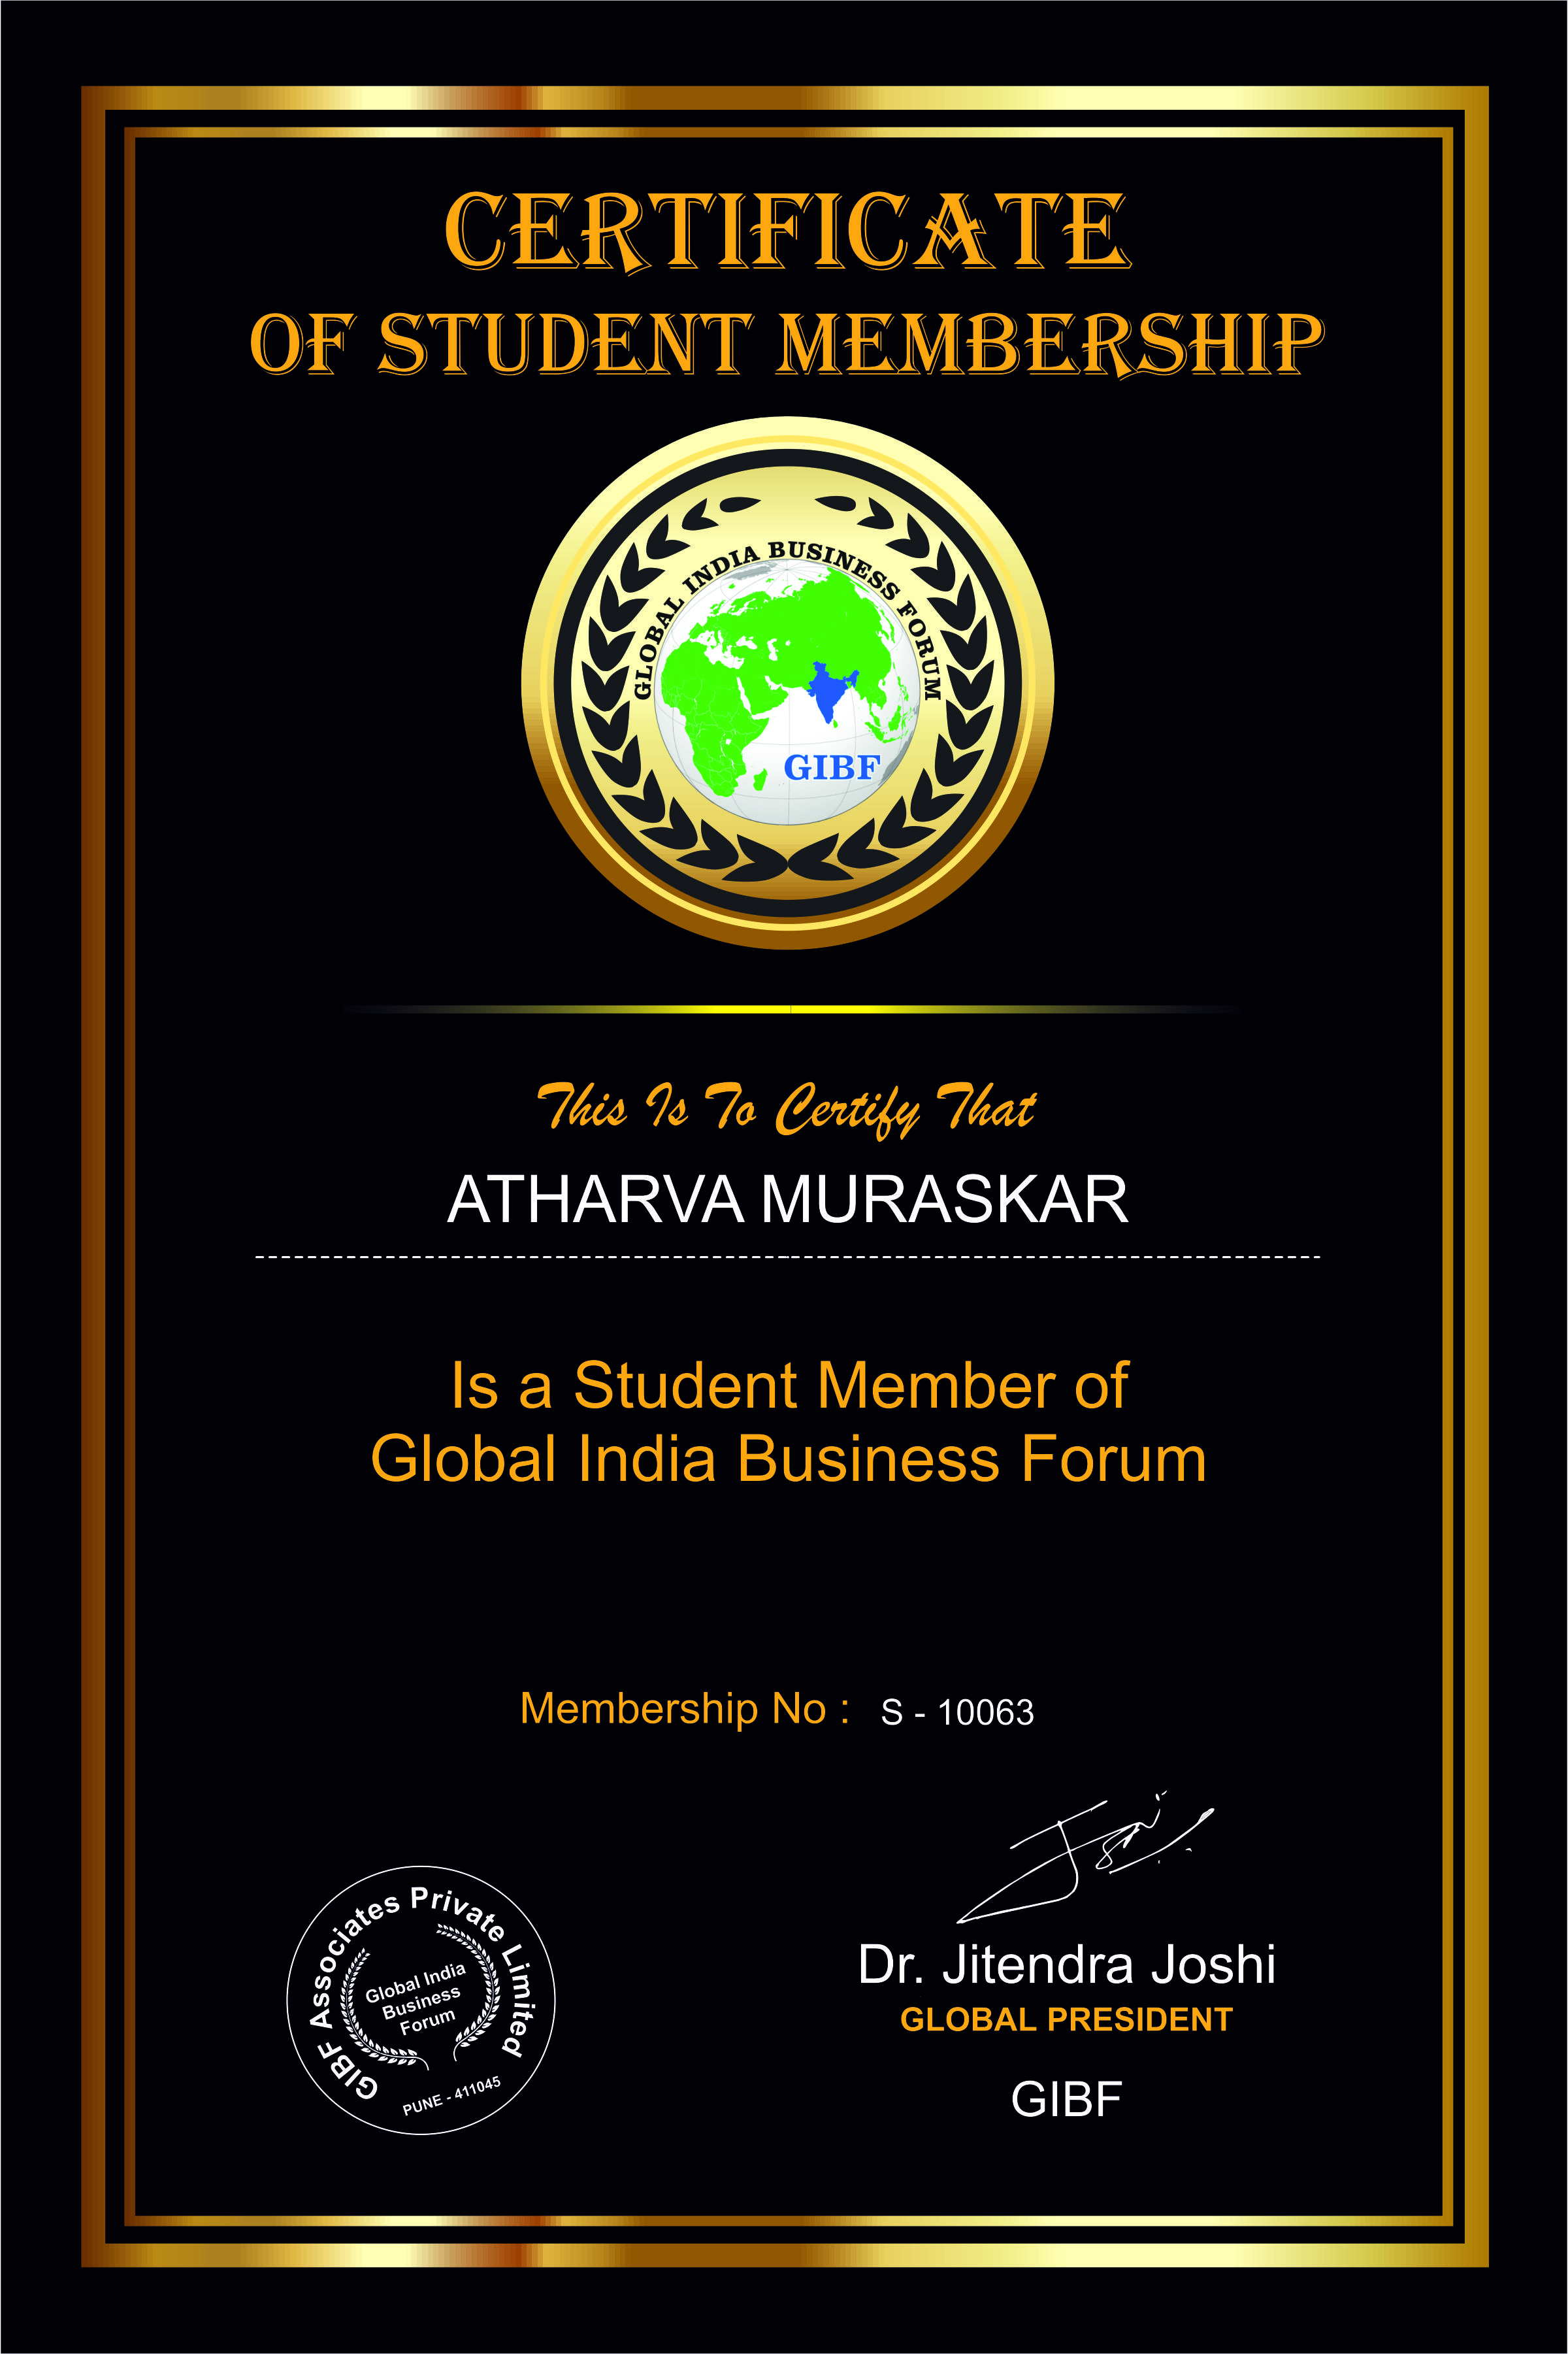 CERTIFICATE
OF STUDENT MEMBERSHIP
GLOBAL INDIA BUSINESS FORUM
GIBF
This Is To Certify That
ATHARVA MURASKAR
Is a Student Member of
Global India Business Forum
Membership No : S - 10063
GIBF Associates Private Limited
Global India
Business
Forum
PUNE - 411045
Dr. Jitendra Joshi
GLOBAL PRESIDENT
GIBF